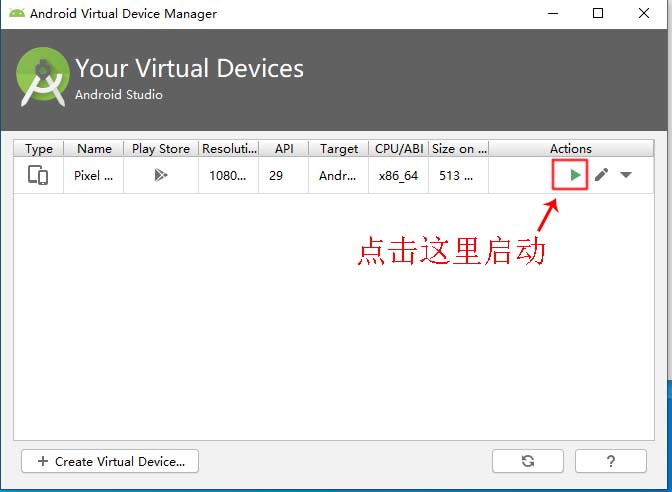 Android Virtual Device Manager
Your Virtual Devices
Android Studio
Type Name Play Store Resoluti... API Target CPU/ABI Size on ... Actions
Pixel ... 1080... 29 Andr... x86_64 513 ...
点击这里启动
+ Create Virtual Device...
?